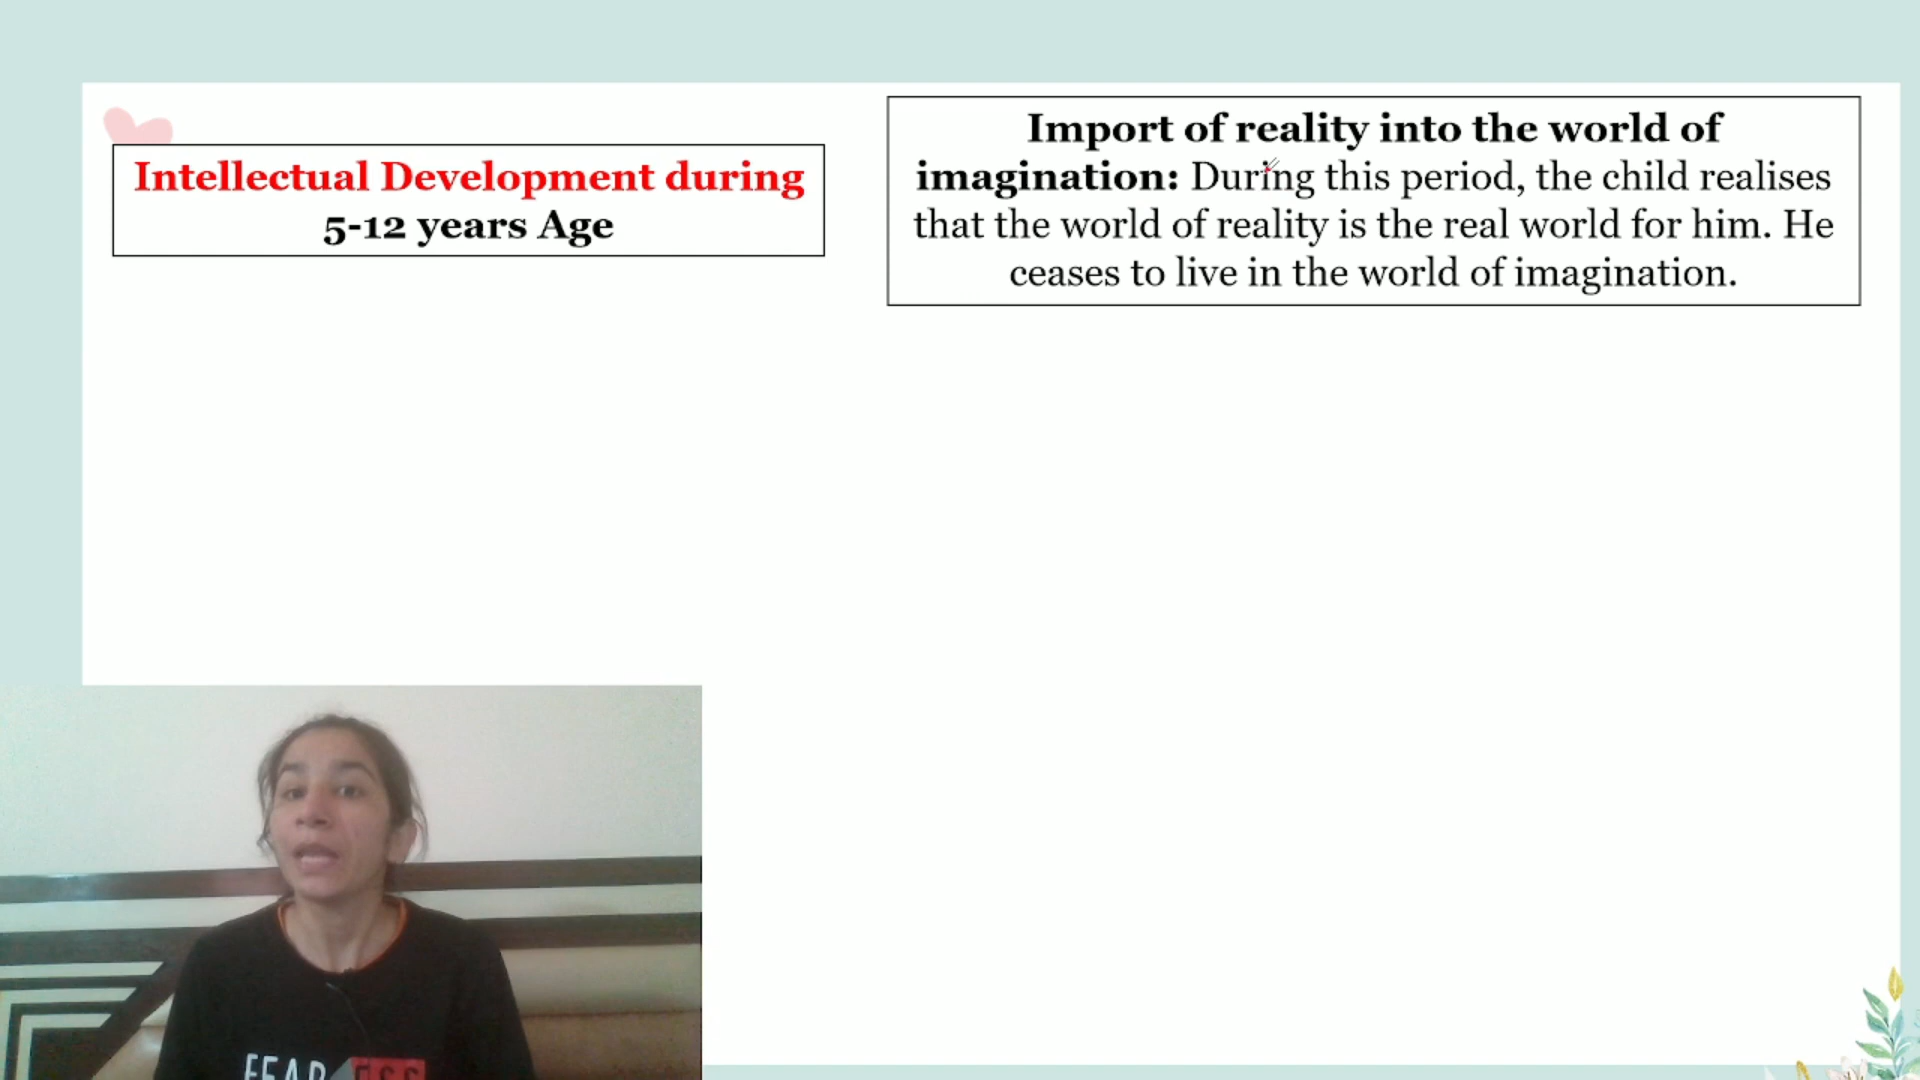 Intellectual Development during
5-12 years Age
Import of reality into the world of
imagination: During this period, the child realises
that the world of reality is the real world for him. He
ceases to live in the world of imagination.